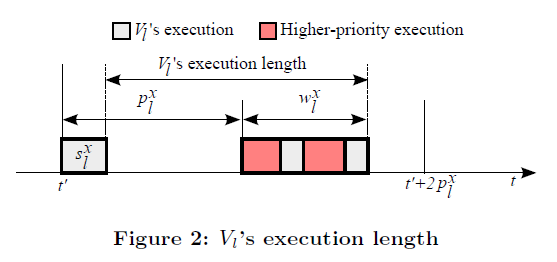 V_l's execution Higher-priority execution
V_l's execution length
p_l^x w_l^x
s_l^x
t' t'+2p_l^x t
Figure 2: V_l's execution length